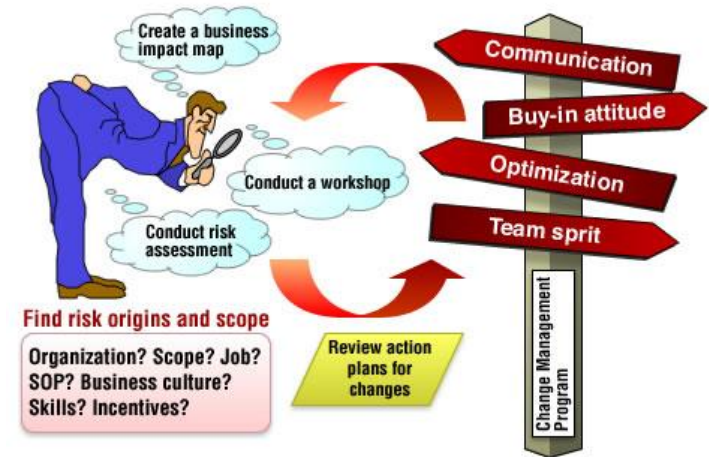 Create a business
impact map
Conduct a workshop
Conduct risk
assessment
Find risk origins and scope
Organization? Scope? Job?
SOP? Business culture?
Skills? Incentives?
Review action
plans for
changes
Communication
Buy-in attitude
Optimization
Team sprit
Change Management
Program